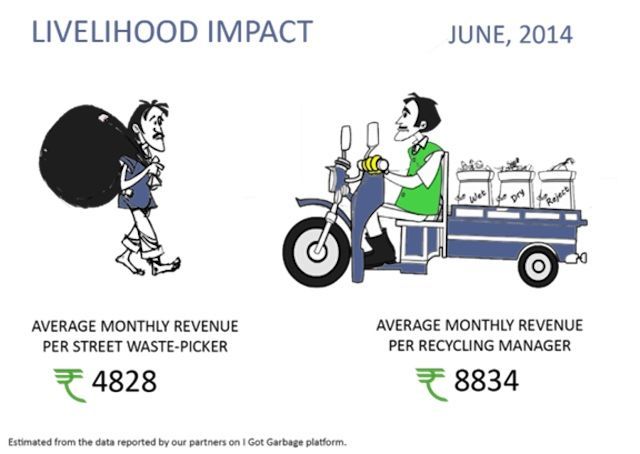 LIVELIHOOD IMPACT
JUNE, 2014
Wet
Dry
Reject
AVERAGE MONTHLY REVENUE
PER STREET WASTE-PICKER
₹ 4828
AVERAGE MONTHLY REVENUE
PER RECYCLING MANAGER
₹ 8834
Estimated from the data reported by our partners on I Got Garbage platform.